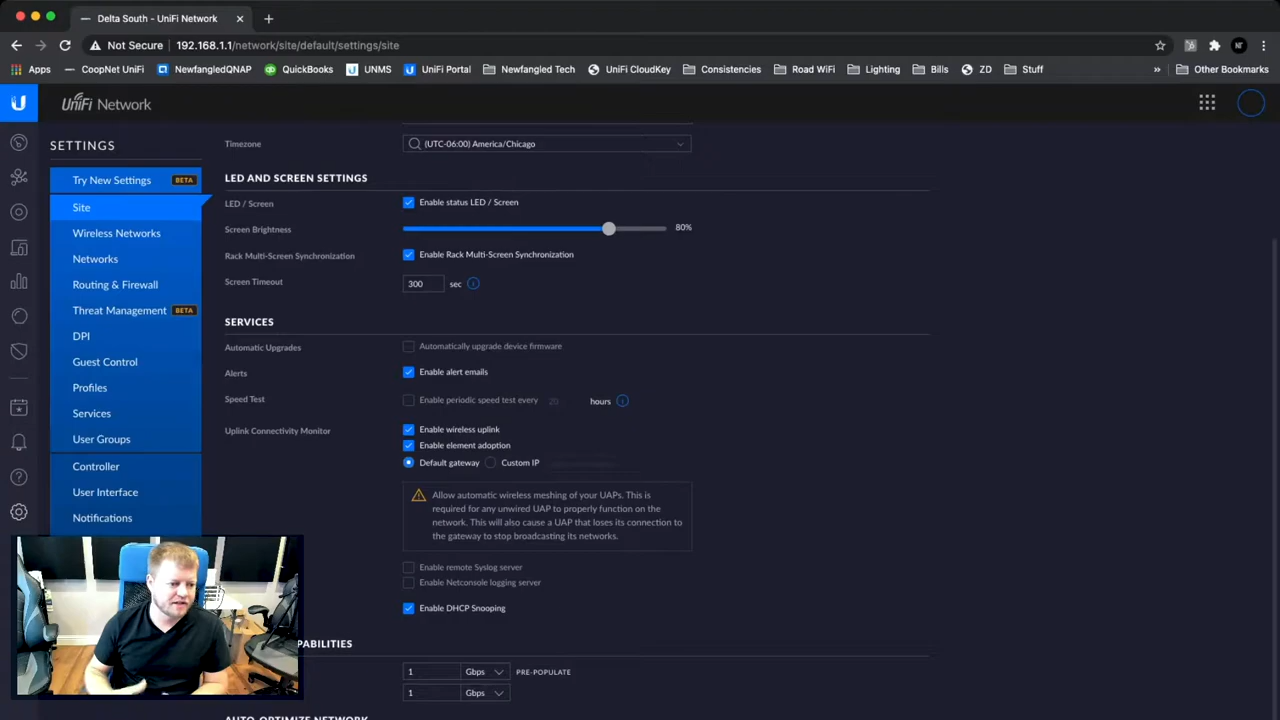 Delta South - UniFi Network
Not Secure 192.168.1.1/network/site/default/settings/site
NT
Apps CoopNet UniFi NewfangledQNAP QuickBooks UNMS UniFi Portal Newfangled Tech UniFi CloudKey Consistencies Road WiFi Lighting Bills ZD Stuff » Other Bookmarks
UniFi Network
SETTINGS
Try New Settings BETA
Site
Wireless Networks
Networks
Routing & Firewall
Threat Management BETA
DPI
Guest Control
Profiles
Services
User Groups
Controller
User Interface
Notifications
Timezone (UTC-06:00) America/Chicago
LED AND SCREEN SETTINGS
LED / Screen Enable status LED / Screen
Screen Brightness 80%
Rack Multi-Screen Synchronization Enable Rack Multi-Screen Synchronization
Screen Timeout 300 sec
SERVICES
Automatic Upgrades Automatically upgrade device firmware
Alerts Enable alert emails
Speed Test Enable periodic speed test every 20 hours
Uplink Connectivity Monitor Enable wireless uplink
Enable element adoption
Default gateway Custom IP
Allow automatic wireless meshing of your UAPs. This is
required for any unwired UAP to properly function on the
network. This will also cause a UAP that loses its connection to
the gateway to stop broadcasting its networks.
Enable remote Syslog server
Enable Netconsole logging server
Enable DHCP Snooping
PABILITIES
1 Gbps PRE-POPULATE
1 Gbps
AUTO-OPTIMIZE NETWORK